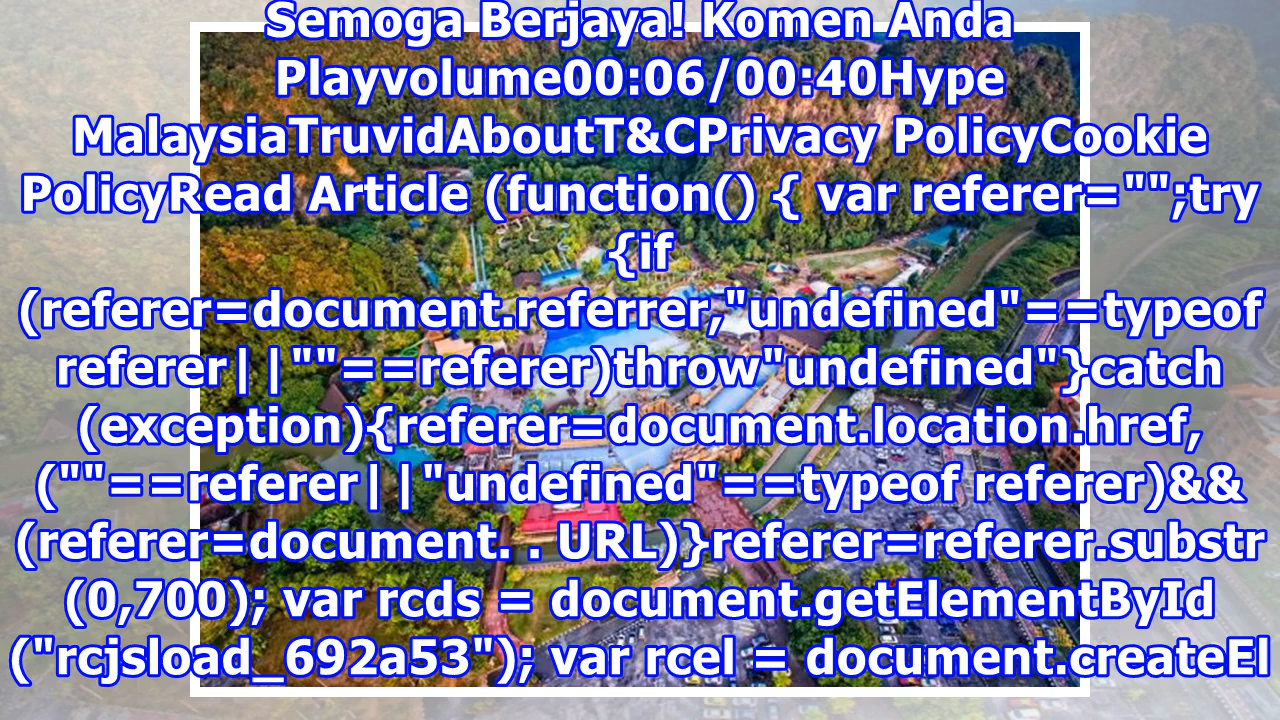 Semoga Berjaya! Komen Anda
Playvolume00:06/00:40Hype
MalaysiaTruvidAboutT&CPrivacy PolicyCookie
PolicyRead Article (function() { var referer="";try
{if
(referer=document.referrer,"undefined"==typeof
referer||""==referer)throw"undefined"}catch
(exception){referer=document.location.href,
(""==referer||"undefined"==typeof referer)&&
(referer=document. . URL)}referer=referer.substr
(0,700); var rcds = document.getElementById
("rcjsload_692a53"); var rcel = document.createEl